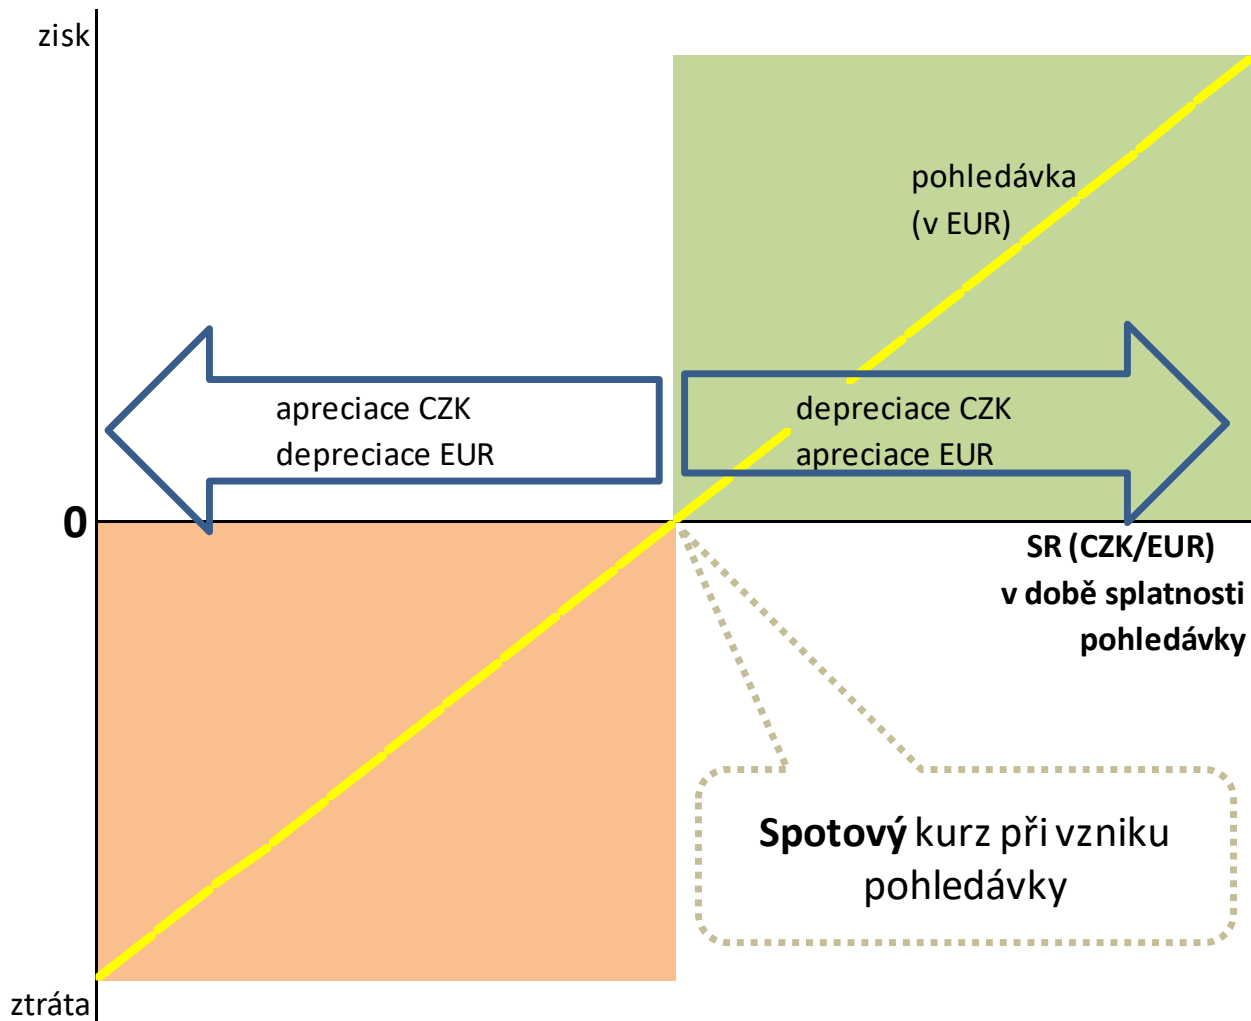 zisk
pohledávka
(v EUR)
apreciace CZK
depreciace EUR
depreciace CZK
apreciace EUR
0
SR (CZK/EUR)
v době splatnosti
pohledávky
Spotový kurz při vzniku
pohledávky
ztráta